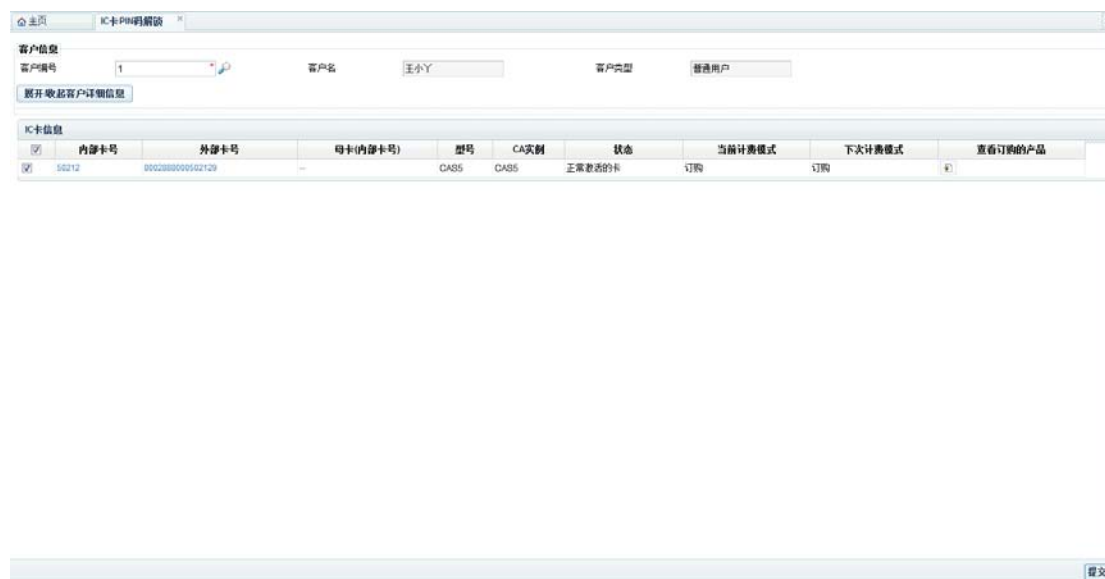 主页 IC卡PIN码解锁
客户信息
客户编号 1 * 客户名 王小丫 客户类型 普通用户
展开/收起客户详细信息
IC卡信息
内部卡号 外部卡号 母卡(内部卡号) 型号 CA实例 状态 当前计费模式 下次计费模式 查看订购的产品
50212 0002880000502129 -- CAS5 CAS5 正常激活的卡 订购 订购
提交